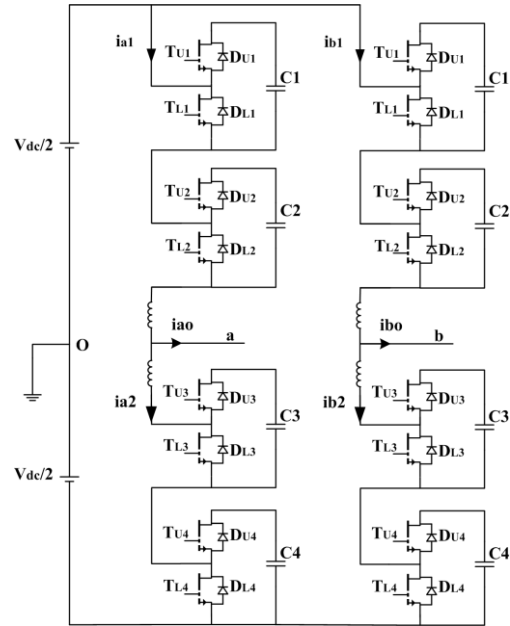 ia1 ib1
TU1 DU1 C1 TU1 DU1 C1
TL1 DL1 TL1 DL1
Vdc/2
TU2 DU2 C2 TU2 DU2 C2
TL2 DL2 TL2 DL2
iao a ibo b
O
ia2 TU3 DU3 C3 ib2 TU3 DU3 C3
TL3 DL3 TL3 DL3
Vdc/2
TU4 DU4 C4 TU4 DU4 C4
TL4 DL4 TL4 DL4